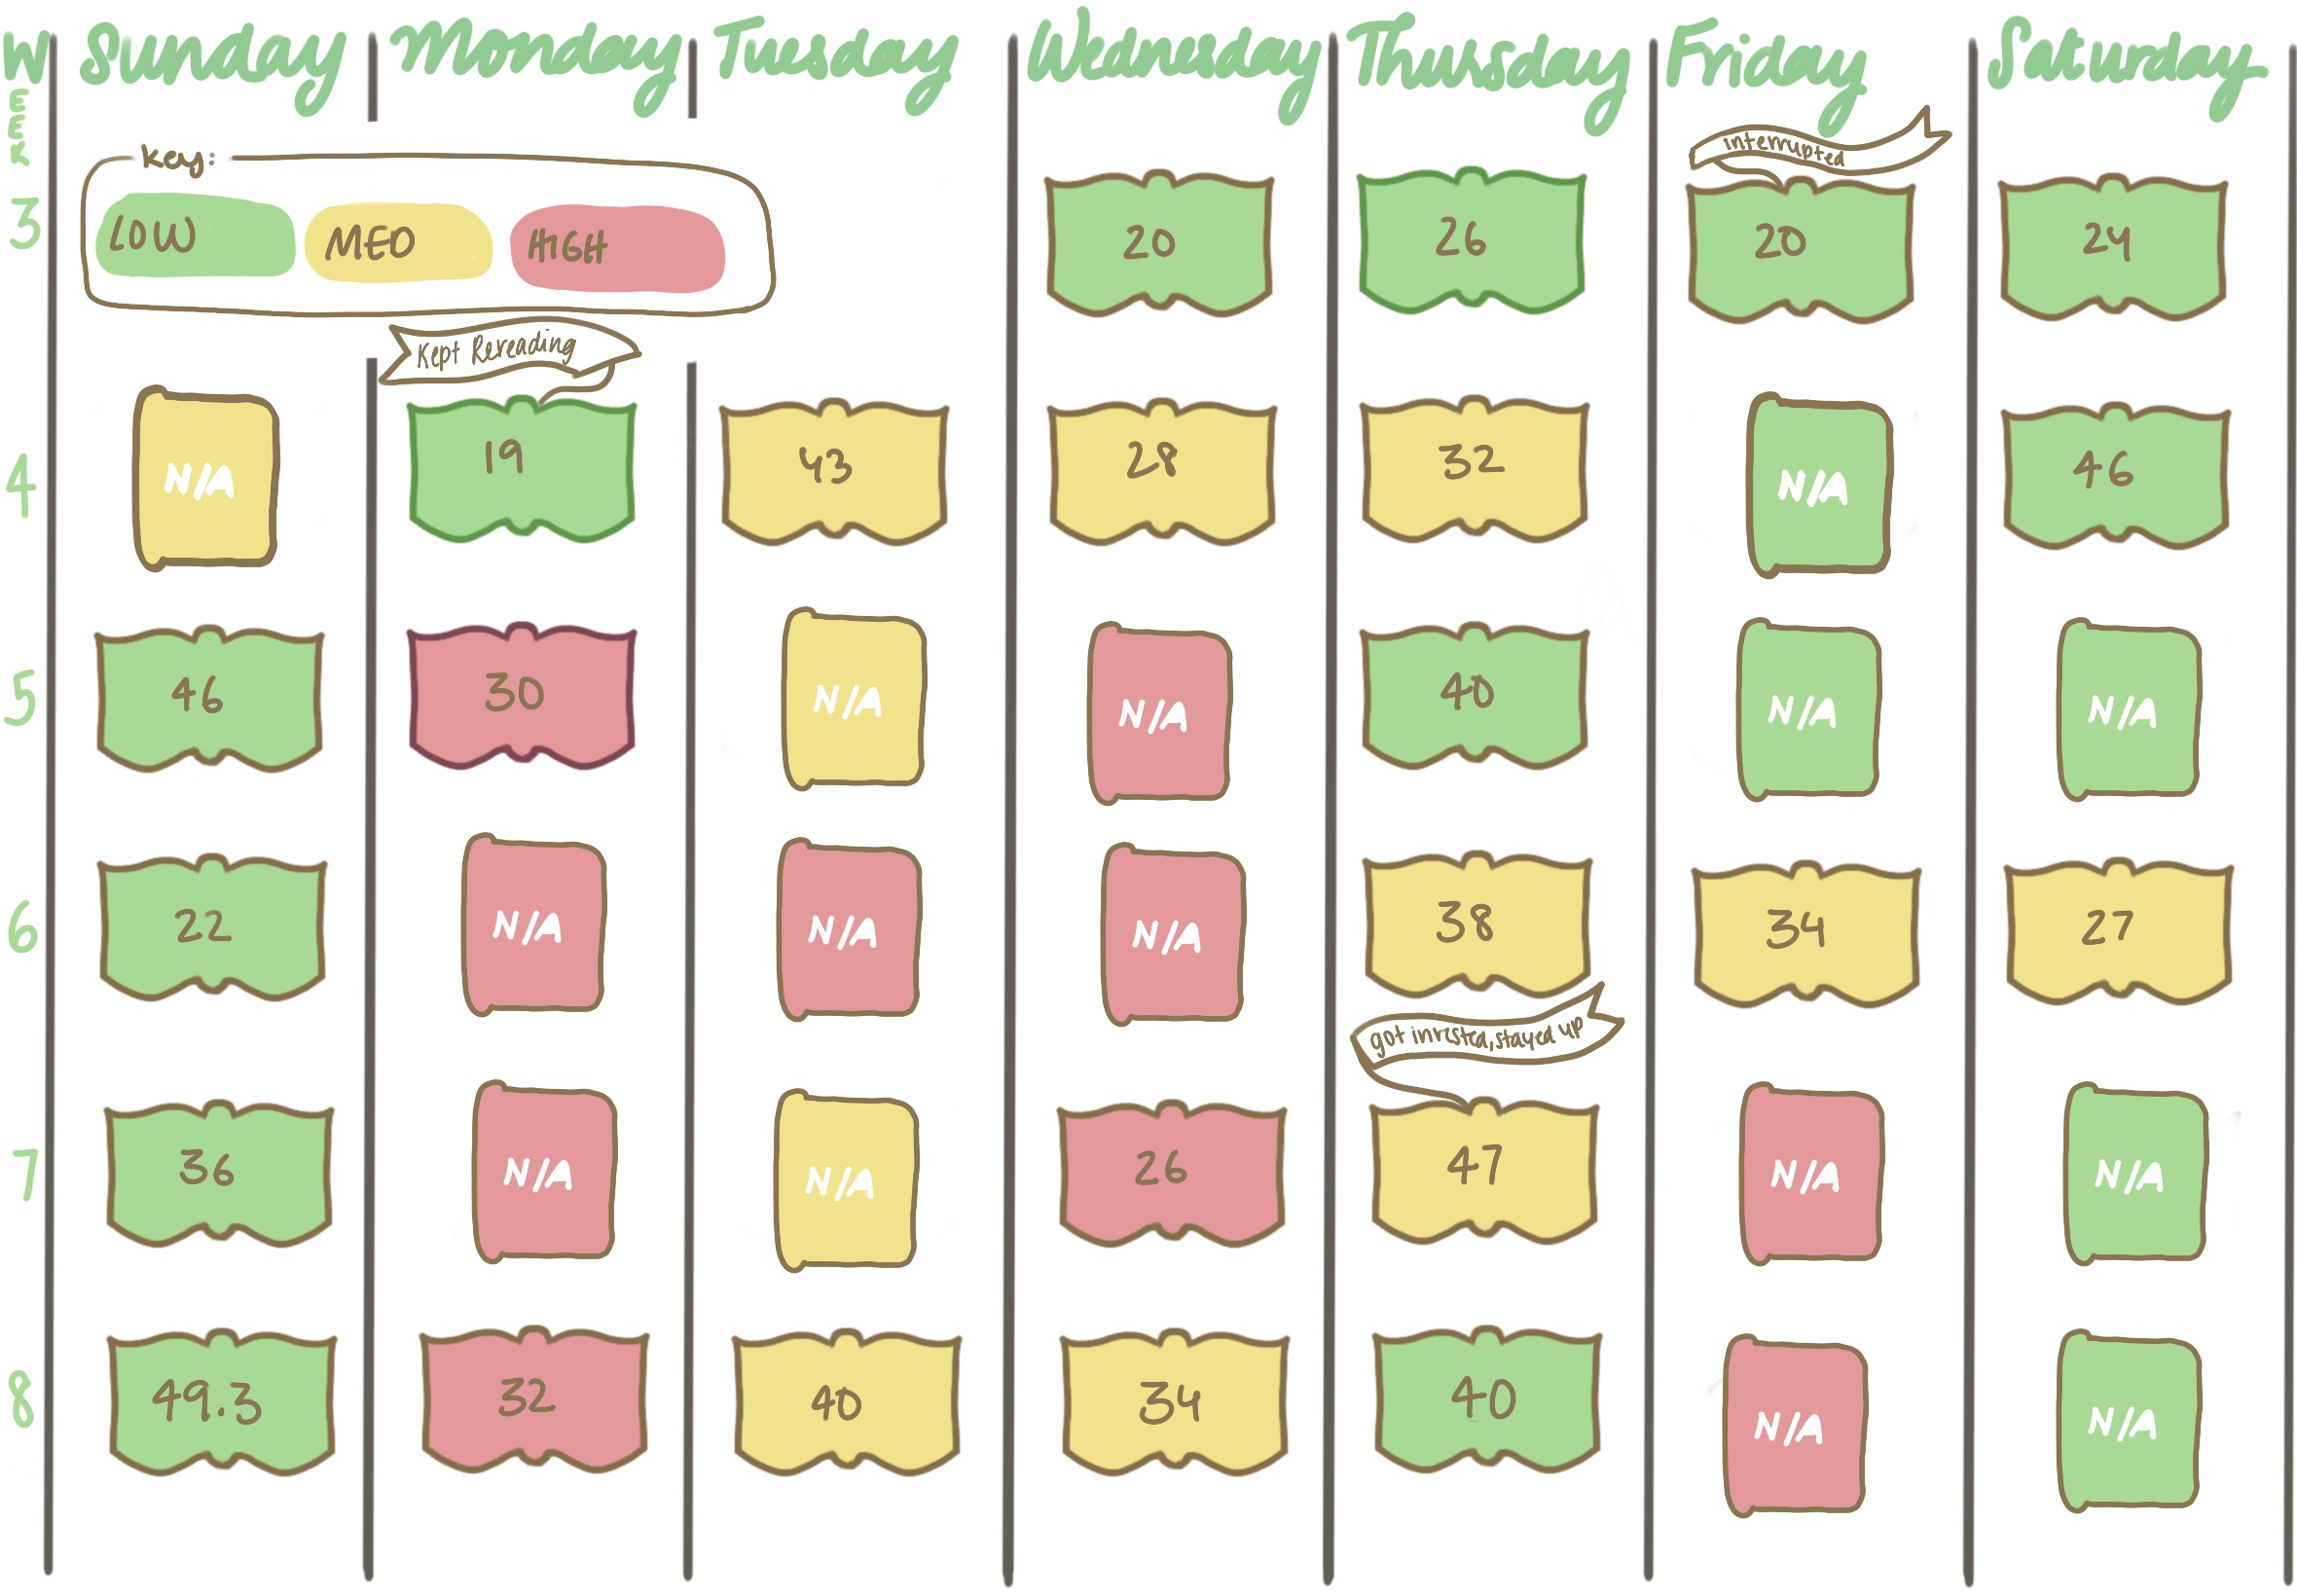 WEEK Sunday Monday Tuesday Wednesday Thursday Friday Saturday
Key:
LOW MED HIGH
interrupted
3 20 26 20 24
Kept Rereading
4 N/A 19 43 28 32 N/A 46
5 46 30 N/A N/A 40 N/A N/A
6 22 N/A N/A N/A 38 34 27
got invested, stayed up
7 36 N/A N/A 26 47 N/A N/A
8 49.3 32 40 34 40 N/A N/A